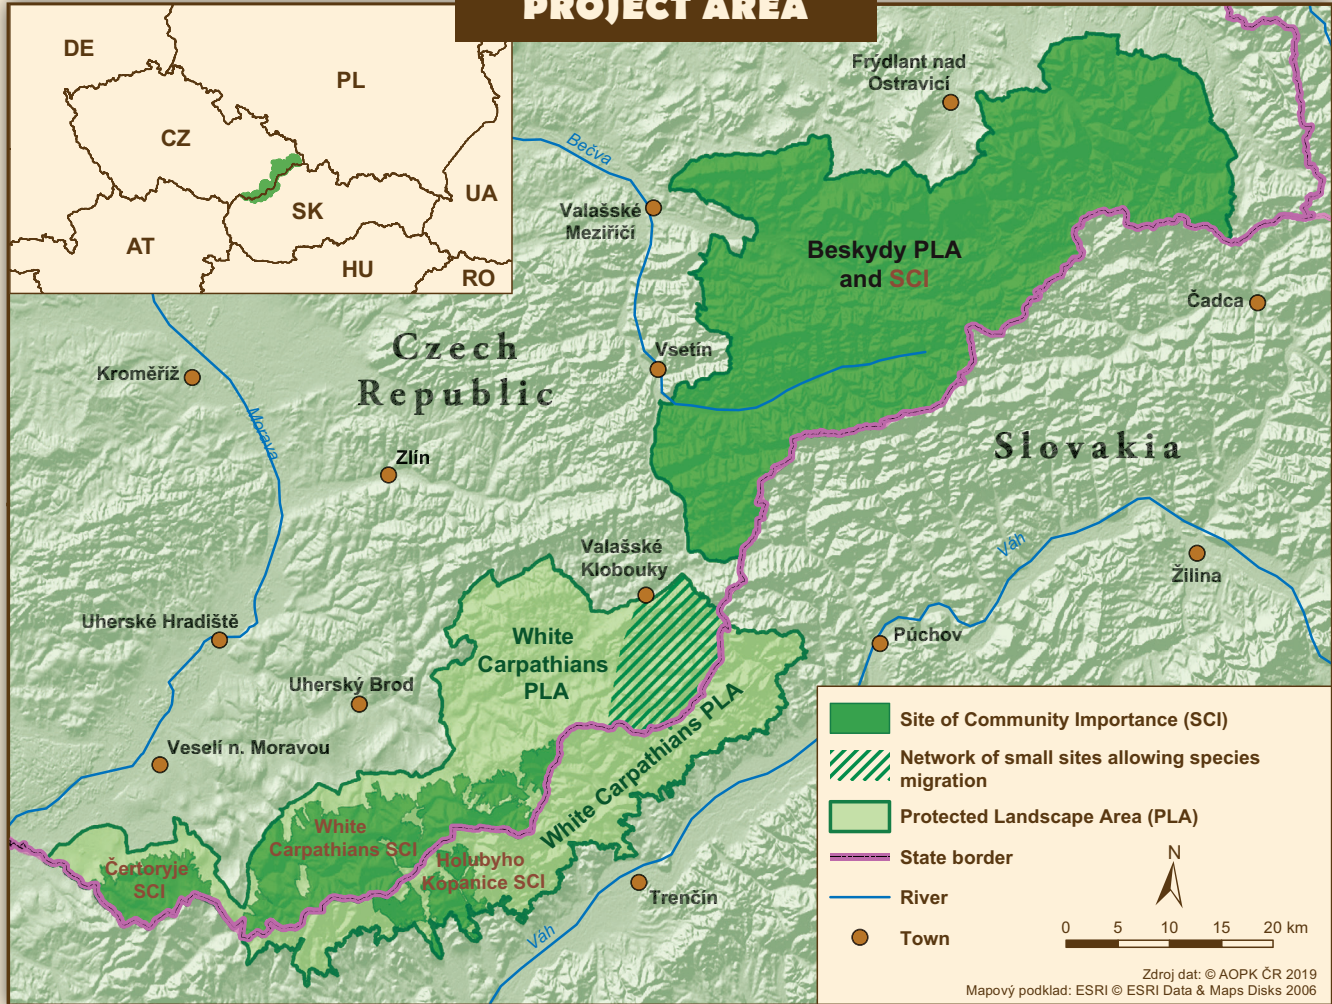 PROJECT AREA
DE
PL
CZ
UA
SK
AT
HU
RO
Frýdlant nad
Ostravicí
Bečva
Valašské
Meziříčí
Beskydy PLA
and SCI
Čadca
Czech
Republic
Vsetín
Kroměříž
Morava
Zlín
Slovakia
Váh
Žilina
Valašské
Klobouky
Uherské Hradiště
Púchov
White
Carpathians
PLA
Uherský Brod
White Carpathians PLA
Veselí n. Moravou
White
Carpathians SCI
Holubyho
Kopanice SCI
Čertoryje
SCI
Trenčín
Váh
Site of Community Importance (SCI)
Network of small sites allowing species
migration
Protected Landscape Area (PLA)
State border
River
Town
N
0 5 10 15 20 km
Zdroj dat: © AOPK ČR 2019
Mapový podklad: ESRI © ESRI Data & Maps Disks 2006